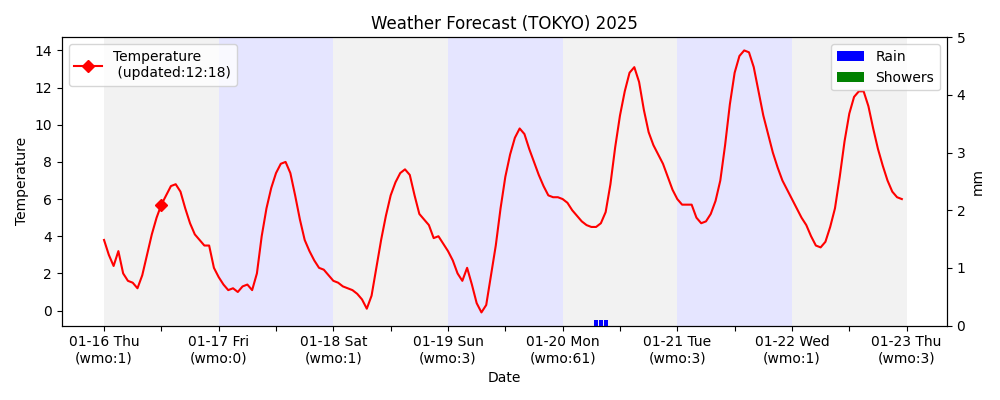 Weather Forecast (TOKYO) 2025
Temperature
(updated:12:18)
Rain
Showers
Temperature
14
12
10
8
6
4
2
0
5
4
3
2
1
0
mm
01-16 Thu
(wmo:1)
01-17 Fri
(wmo:0)
01-18 Sat
(wmo:1)
01-19 Sun
(wmo:3)
01-20 Mon
(wmo:61)
01-21 Tue
(wmo:3)
01-22 Wed
(wmo:1)
01-23 Thu
(wmo:3)
Date